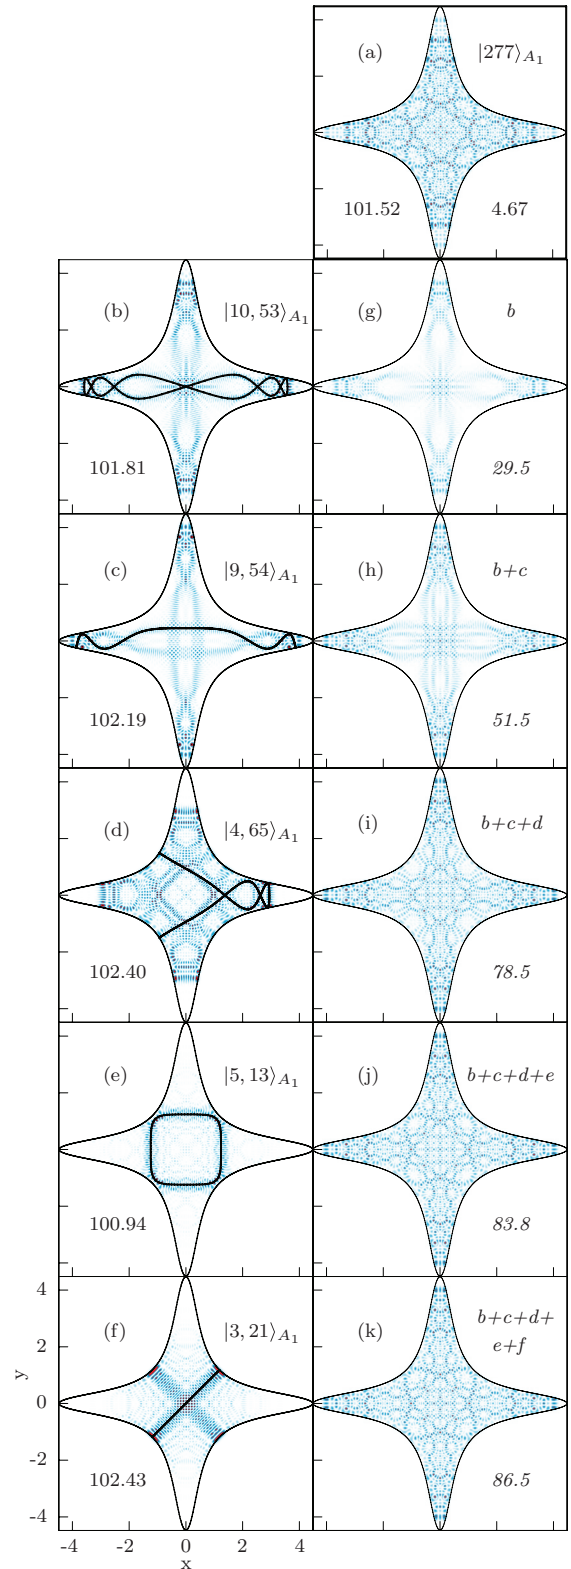 (a) |277⟩A₁
101.52 4.67
(b) |10, 53⟩A₁ (g) b
101.81 29.5
(c) |9, 54⟩A₁ (h) b+c
102.19 51.5
(d) |4, 65⟩A₁ (i) b+c+d
102.40 78.5
(e) |5, 13⟩A₁ (j) b+c+d+e
100.94 83.8
4
(f) |3, 21⟩A₁ (k) b+c+d+
e+f
2
y
0
-2
102.43 86.5
-4
-4 -2 0 2 4
x